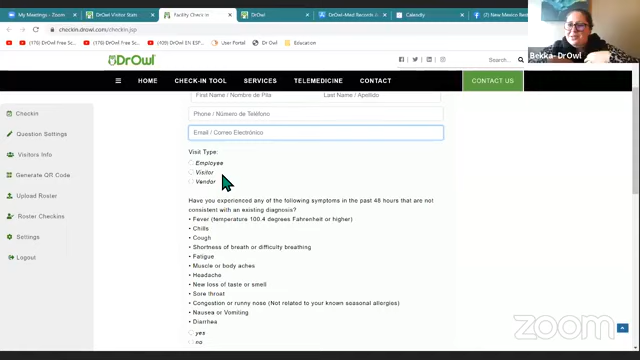 My Meetings - Zoom
DrOwl Visitor Stats
Facility Check-in
DrOwl
DrOwl-Med Records A
Calendly
New Mexico Bed
checkin.drowl.com/checkin.jsp
(176) DrOwl Free Sc
(176) DrOwl Free Sc
(409) DrOwl EN ESP
User Portal
Dr Owl
Education
DrOwl
Bekka- DrOwl
HOME
CHECK-IN TOOL
SERVICES
TELEMEDICINE
CONTACT
CONTACT US
First Name / Nombre de Pila
Last Name / Apellido
Checkin
Phone / Número de Teléfono
Question Settings
Email / Correo Electrónico
Visitors Info
Visit Type:
Employee
Generate QR Code
Visitor
Vendor
Upload Roster
Have you experienced any of the following symptoms in the past 48 hours that are not
consistent with an existing diagnosis?
Roster Checkins
• Fever (temperature 100.4 degrees Fahrenheit or higher)
• Chills
Settings
• Cough
• Shortness of breath or difficulty breathing
Logout
• Fatigue
• Muscle or body aches
• Headache
• New loss of taste or smell
• Sore throat
• Congestion or runny nose (Not related to your known seasonal allergies)
• Nausea or Vomiting
• Diarrhea
yes
no
zoom